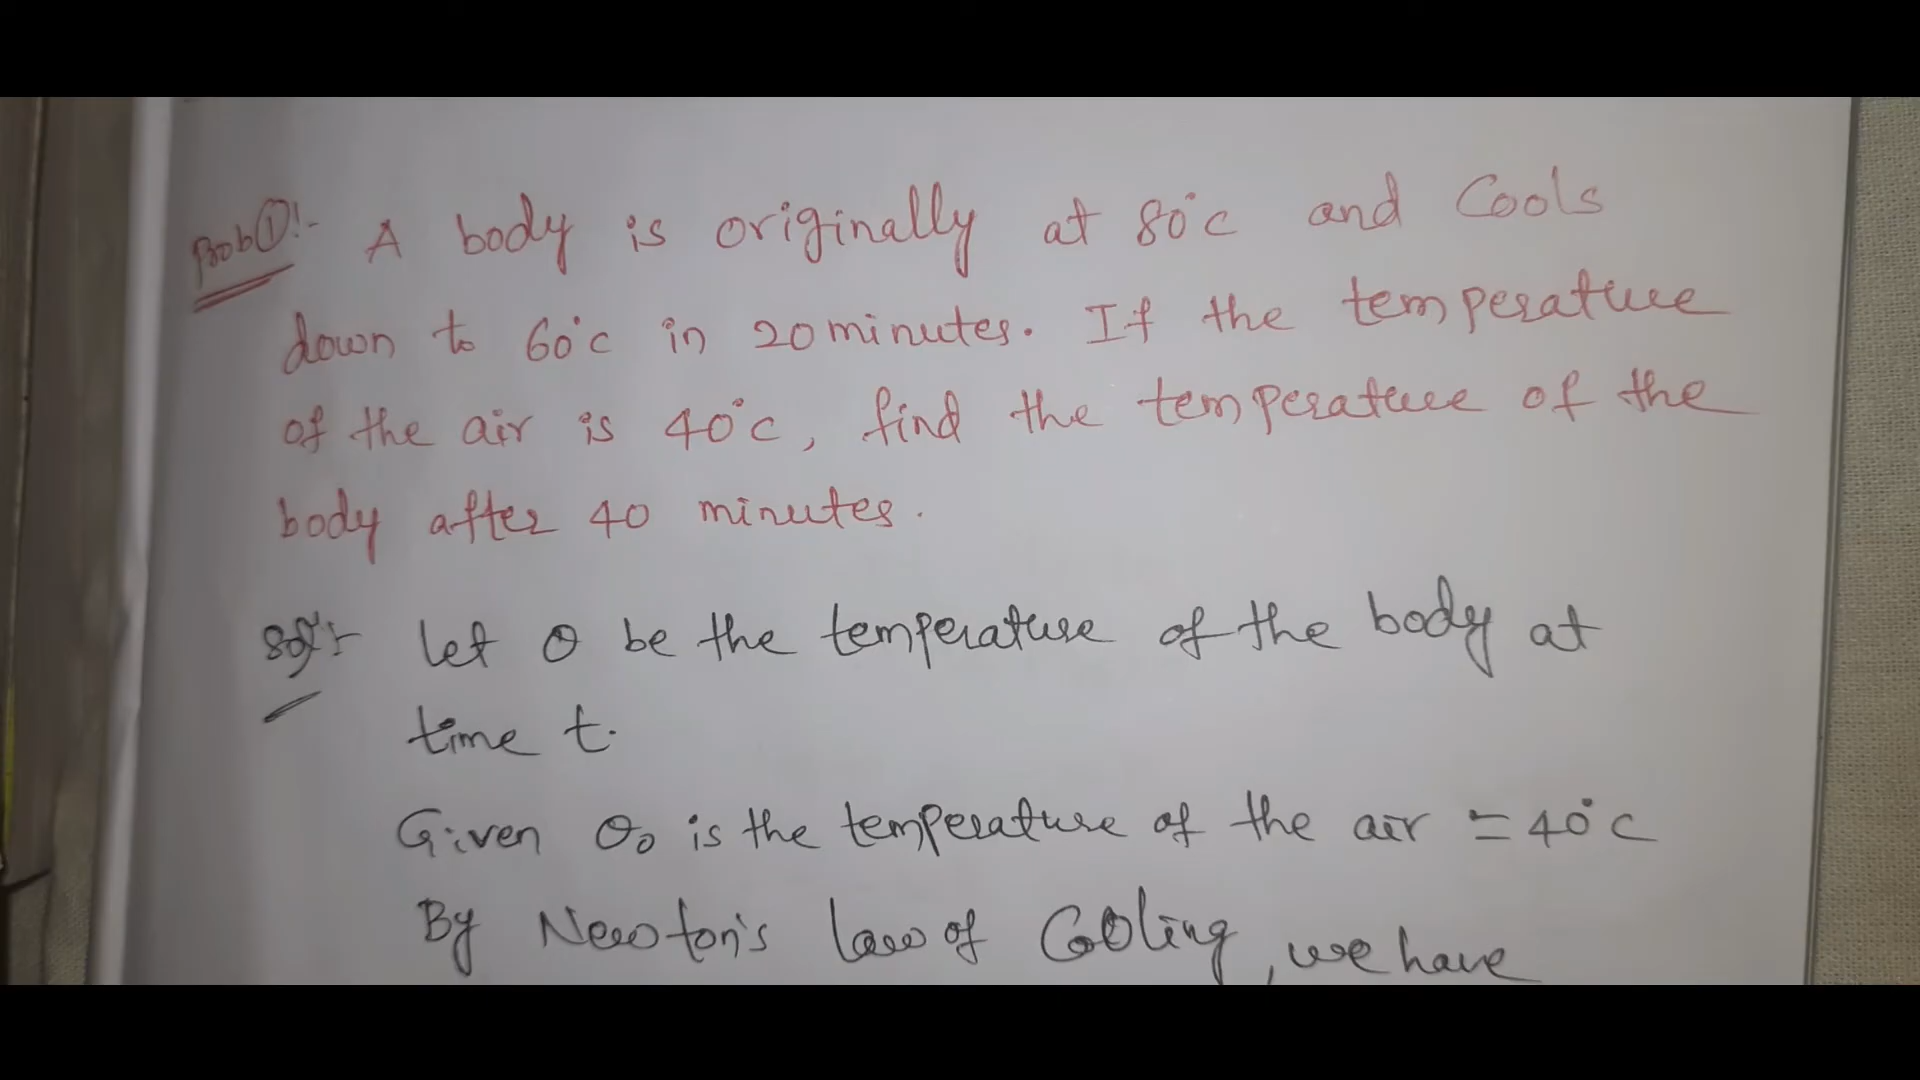 Prob①:- A body is originally at 80°c and Cools
down to 60°c in 20 minutes. If the temperature
of the air is 40°c, find the temperature of the
body after 40 minutes.
Sol:- Let θ be the temperature of the body at
time t.
Given θ₀ is the temperature of the air = 40°c
By Newton's law of Cooling, we have